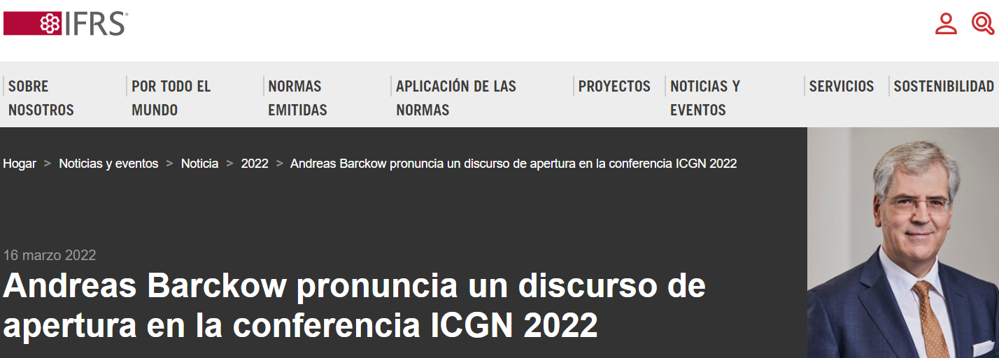 IFRS®
SOBRE
NOSOTROS
POR TODO EL
MUNDO
NORMAS
EMITIDAS
APLICACIÓN DE LAS
NORMAS
PROYECTOS
NOTICIAS Y
EVENTOS
SERVICIOS
SOSTENIBILIDAD
Hogar > Noticias y eventos > Noticia > 2022 > Andreas Barckow pronuncia un discurso de apertura en la conferencia ICGN 2022
16 marzo 2022
Andreas Barckow pronuncia un discurso de
apertura en la conferencia ICGN 2022